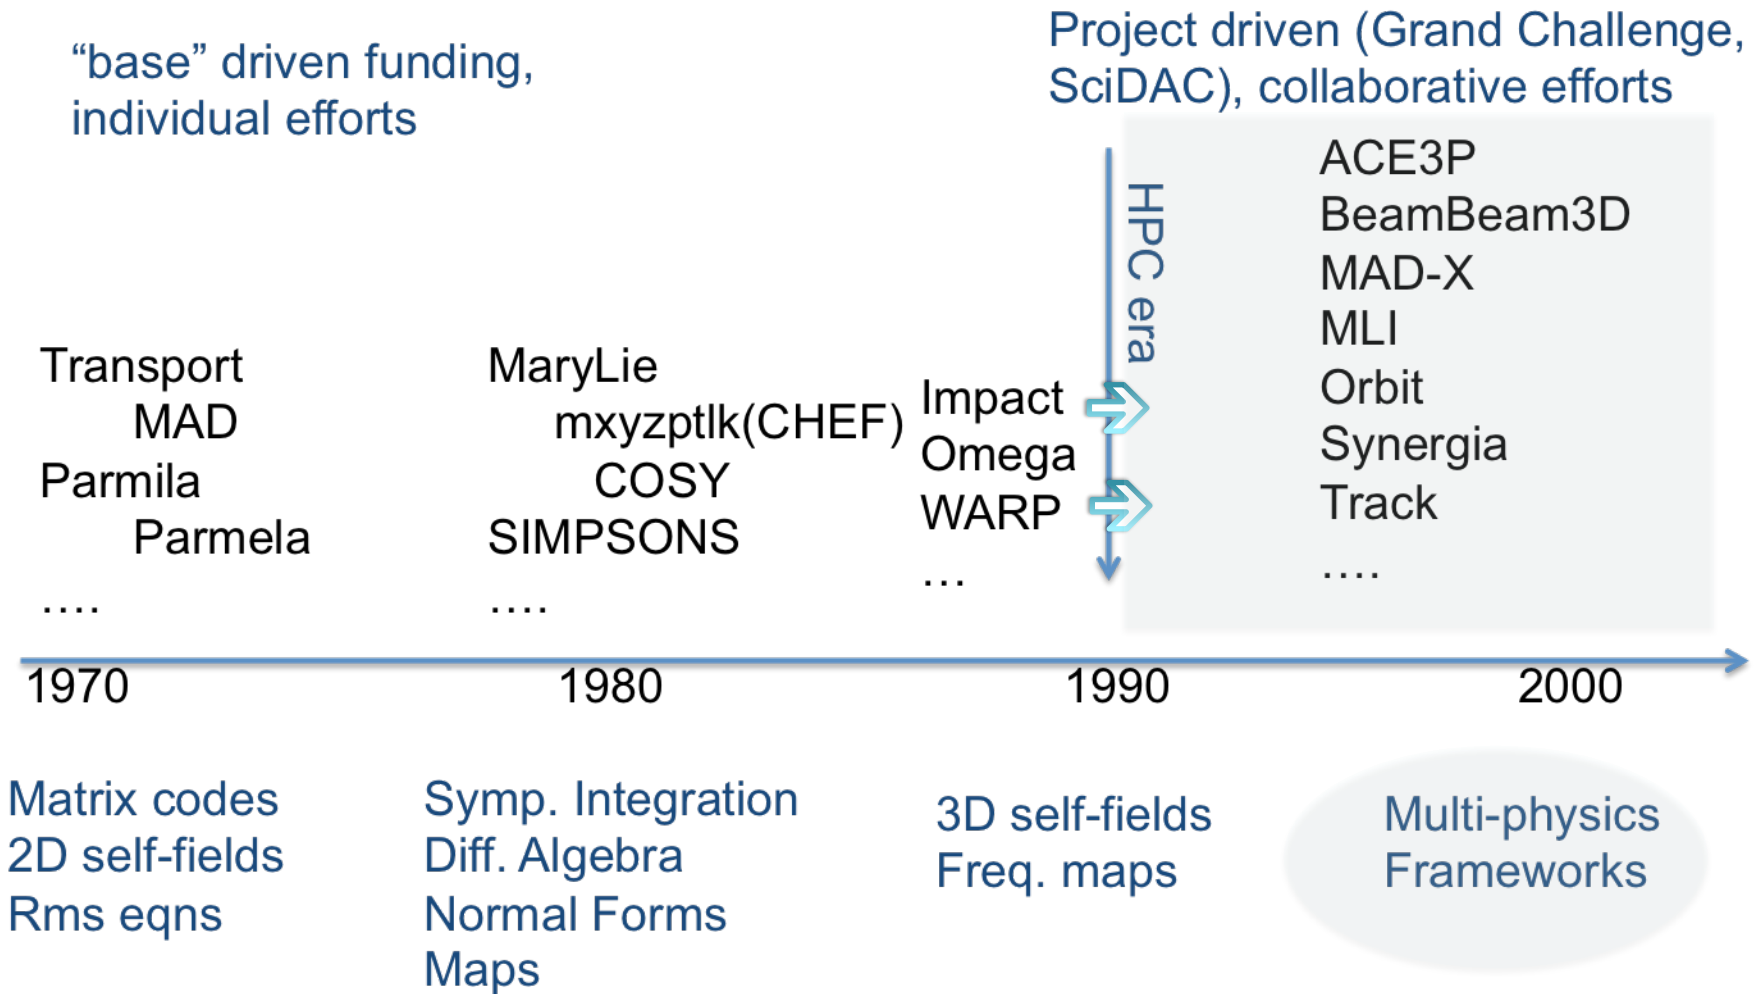 “base” driven funding,
individual efforts
Project driven (Grand Challenge,
SciDAC), collaborative efforts
HPC era
Transport
MAD
Parmila
Parmela
....
MaryLie
mxyzptlk(CHEF)
COSY
SIMPSONS
....
Impact
Omega
WARP
...
ACE3P
BeamBeam3D
MAD-X
MLI
Orbit
Synergia
Track
....
1970
1980
1990
2000
Matrix codes
2D self-fields
Rms eqns
Symp. Integration
Diff. Algebra
Normal Forms
Maps
3D self-fields
Freq. maps
Multi-physics
Frameworks